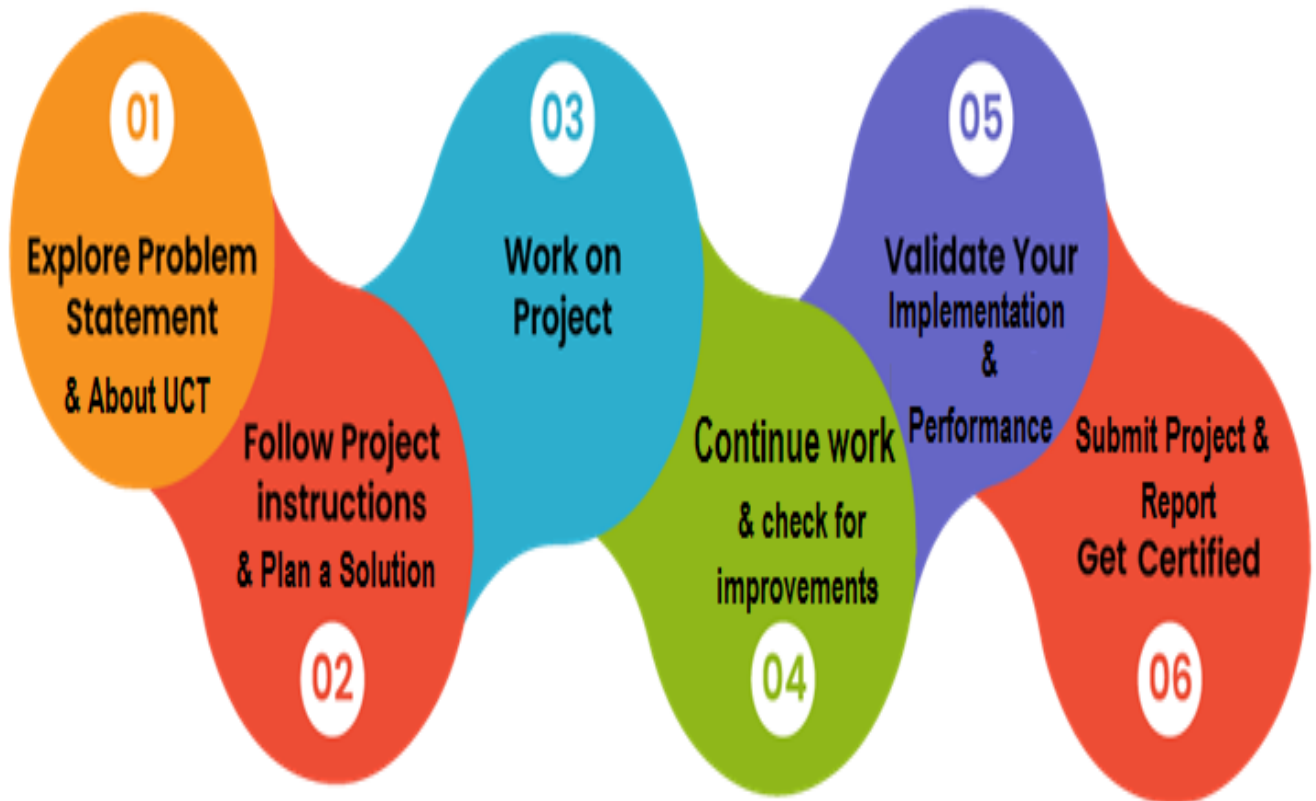 01
Explore Problem
Statement
& About UCT
Follow Project
instructions
& Plan a Solution
02
03
Work on
Project
Continue work
& check for
improvements
04
05
Validate Your
Implementation
&
Performance
Submit Project &
Report
Get Certified
06